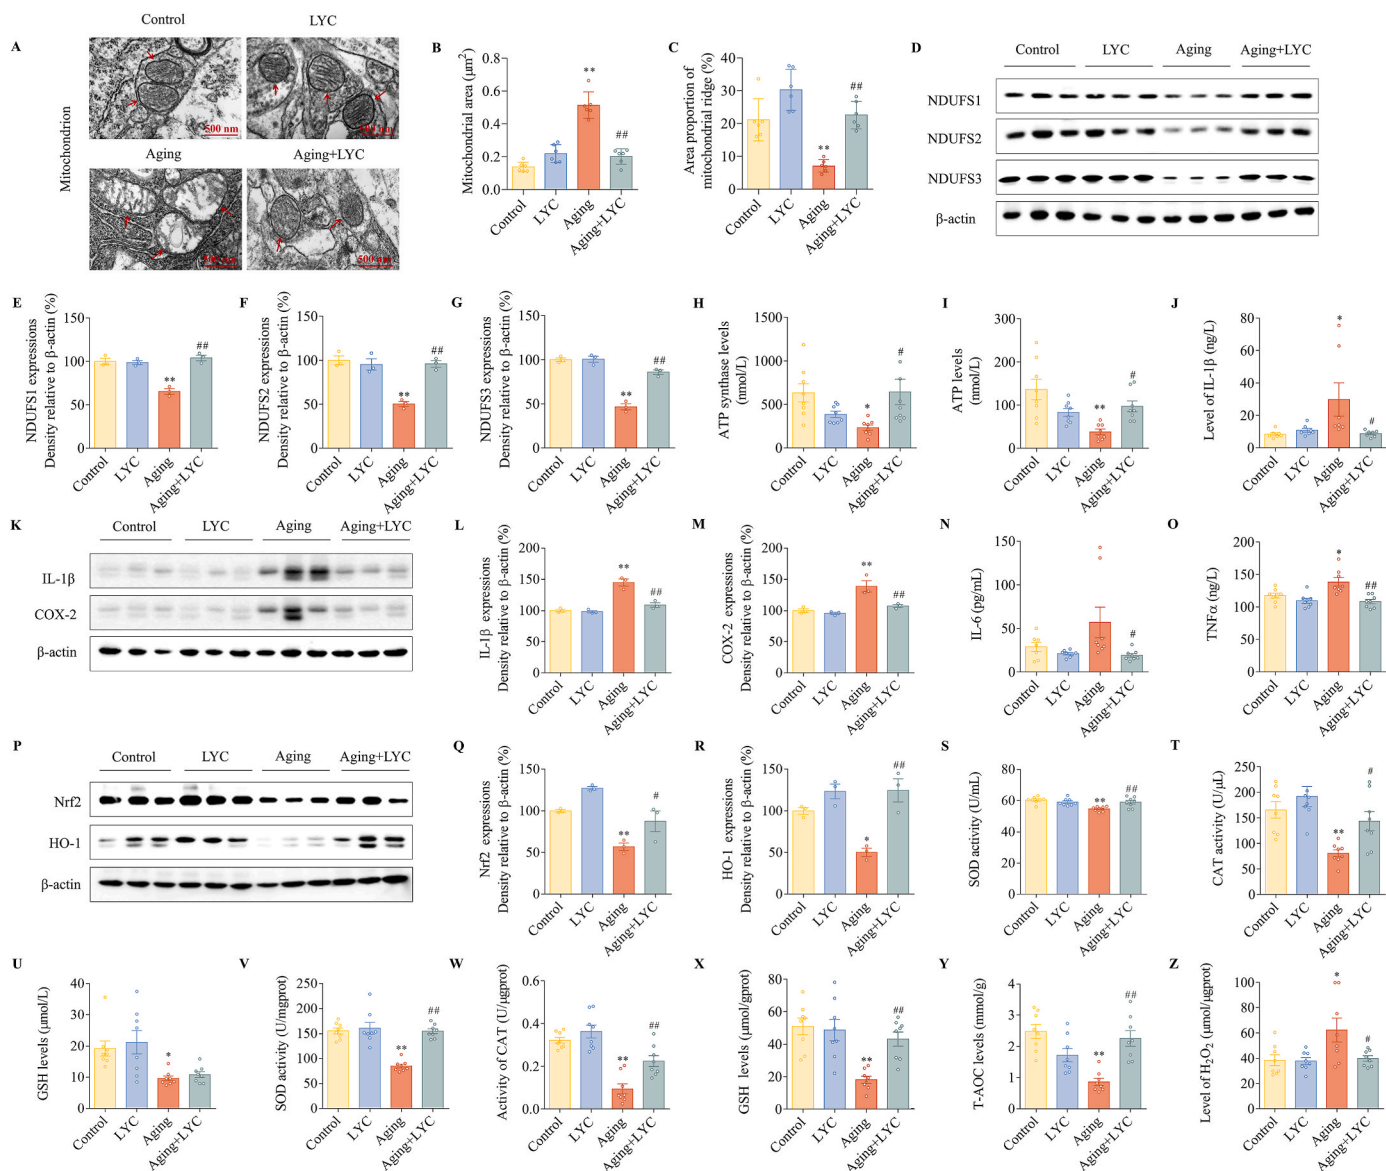 Control
LYC
A
Mitochondrion
500 nm
500 nm
Aging
Aging+LYC
500 nm
500 nm
B
Mitochondrial area (μm²)
0.8
0.6
0.4
0.2
0.0
**
##
Control
LYC
Aging
Aging+LYC
C
Area proportion of
mitochondrial ridge (%)
40
30
20
10
0
**
##
Control
LYC
Aging
Aging+LYC
D
Control
LYC
Aging
Aging+LYC
NDUFS1
NDUFS2
NDUFS3
β-actin
E
NDUFS1 expressions
Density relative to β-actin (%)
150
100
50
0
**
##
Control
LYC
Aging
Aging+LYC
F
NDUFS2 expressions
Density relative to β-actin (%)
150
100
50
0
**
##
Control
LYC
Aging
Aging+LYC
G
NDUFS3 expressions
Density relative to β-actin (%)
150
100
50
0
**
##
Control
LYC
Aging
Aging+LYC
H
ATP synthase levels
(nmol/L)
1500
1000
500
0
*
#
Control
LYC
Aging
Aging+LYC
I
ATP levels
(nmol/L)
300
200
100
0
**
#
Control
LYC
Aging
Aging+LYC
J
Level of IL-1β (ng/L)
80
60
40
20
0
*
#
Control
LYC
Aging
Aging+LYC
K
Control
LYC
Aging
Aging+LYC
IL-1β
COX-2
β-actin
L
IL-1β expressions
Density relative to β-actin (%)
200
150
100
50
0
**
##
Control
LYC
Aging
Aging+LYC
M
COX-2 expressions
Density relative to β-actin (%)
200
150
100
50
0
**
##
Control
LYC
Aging
Aging+LYC
N
IL-6 (pg/mL)
150
100
50
0
#
Control
LYC
Aging
Aging+LYC
O
TNFα (ng/L)
200
150
100
50
0
*
##
Control
LYC
Aging
Aging+LYC
P
Control
LYC
Aging
Aging+LYC
Nrf2
HO-1
β-actin
Q
Nrf2 expressions
Density relative to β-actin (%)
150
100
50
0
**
#
Control
LYC
Aging
Aging+LYC
R
HO-1 expressions
Density relative to β-actin (%)
150
100
50
0
*
##
Control
LYC
Aging
Aging+LYC
S
SOD activity (U/mL)
80
60
40
20
0
**
##
Control
LYC
Aging
Aging+LYC
T
CAT activity (U/μL)
250
200
150
100
50
0
**
#
Control
LYC
Aging
Aging+LYC
U
GSH levels (μmol/L)
40
30
20
10
0
*
Control
LYC
Aging
Aging+LYC
V
SOD activity (U/mgprot)
250
200
150
100
50
0
**
##
Control
LYC
Aging
Aging+LYC
W
Activity of CAT (U/μgprot)
0.6
0.4
0.2
0.0
**
##
Control
LYC
Aging
Aging+LYC
X
GSH levels (μmol/gprot)
80
60
40
20
0
**
##
Control
LYC
Aging
Aging+LYC
Y
T-AOC levels (mmol/g)
4
3
2
1
0
**
##
Control
LYC
Aging
Aging+LYC
Z
Level of H₂O₂ (μmol/μgprot)
100
80
60
40
20
0
*
#
Control
LYC
Aging
Aging+LYC